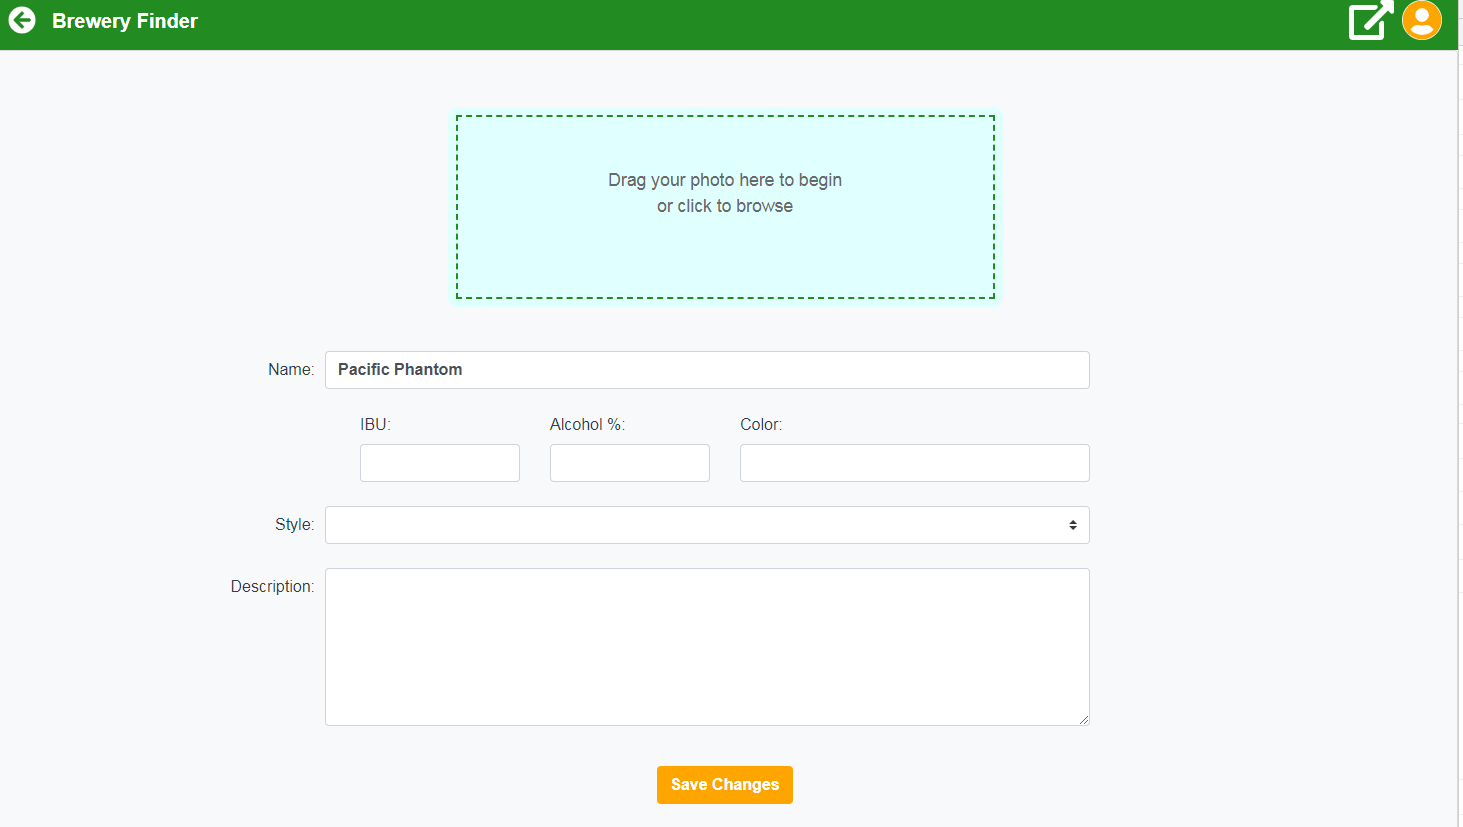 Brewery Finder
Drag your photo here to begin
or click to browse
Name: Pacific Phantom
IBU: Alcohol %: Color:
Style:
Description:
Save Changes